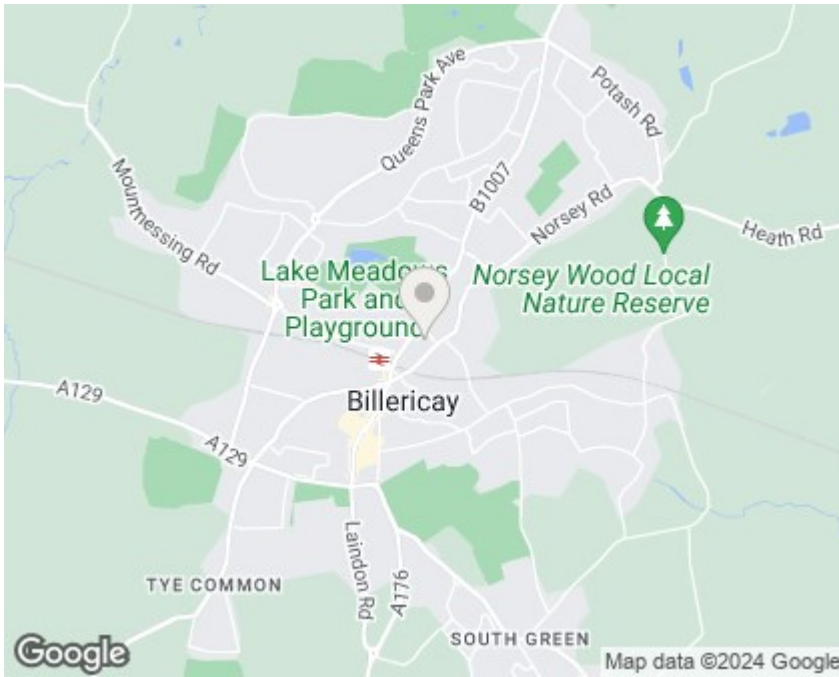 Queens Park Ave
Potash Rd
B1007
Mountnessing Rd
Norsey Rd
Heath Rd
Lake Meadows
Park and
Playground
Norsey Wood Local
Nature Reserve
A129
Billericay
A129
Laindon Rd
A176
TYE COMMON
SOUTH GREEN
Google
Map data ©2024 Google